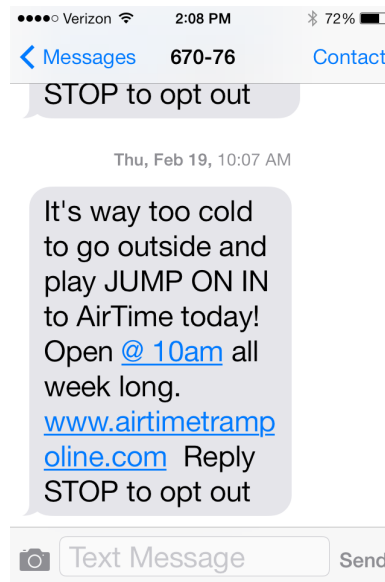 Verizon 2:08 PM 72%
Messages 670-76 Contact
STOP to opt out
Thu, Feb 19, 10:07 AM
It's way too cold
to go outside and
play JUMP ON IN
to AirTime today!
Open @ 10am all
week long.
www.airtimetramp
oline.com Reply
STOP to opt out
Text Message Send